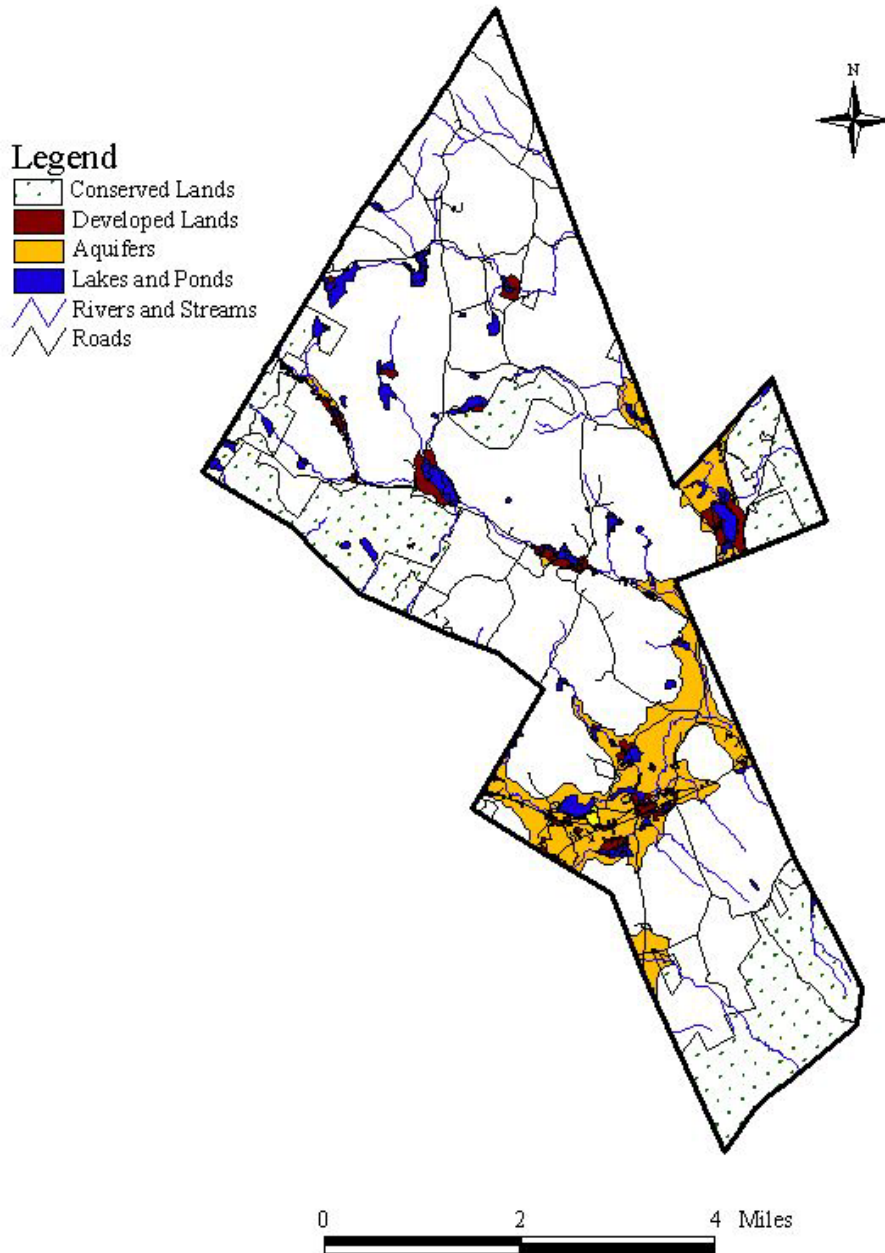 N
Legend
Conserved Lands
Developed Lands
Aquifers
Lakes and Ponds
Rivers and Streams
Roads
0 2 4 Miles